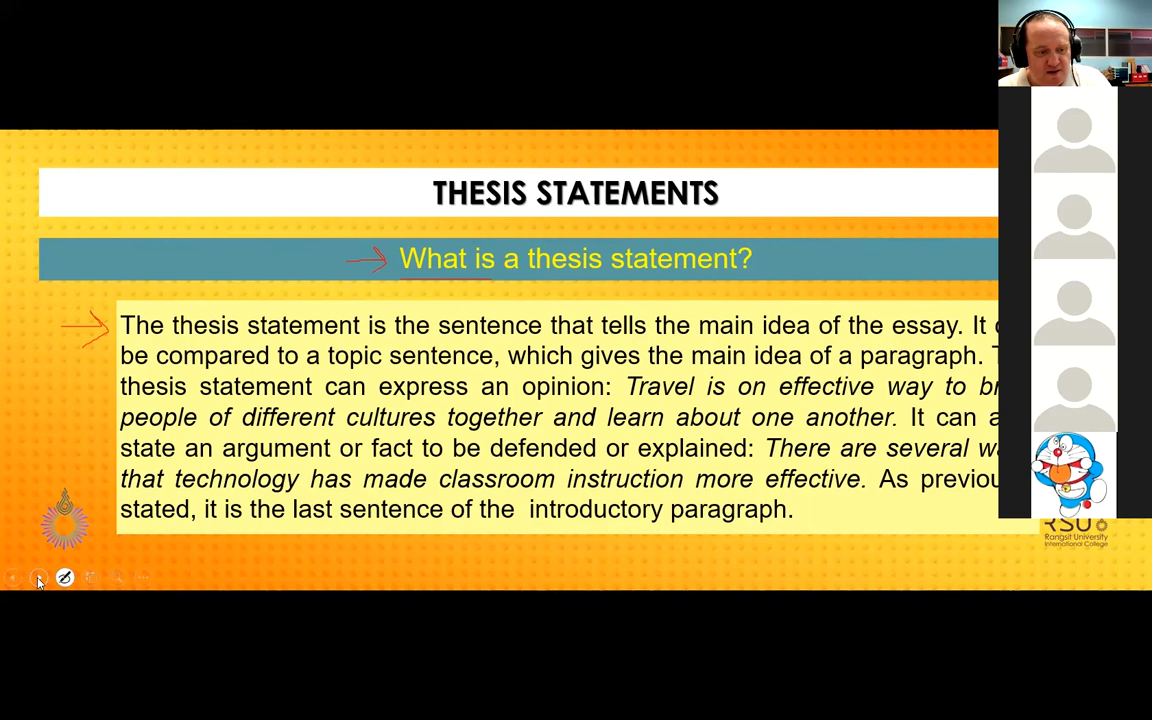 THESIS STATEMENTS
What is a thesis statement?
The thesis statement is the sentence that tells the main idea of the essay. It
be compared to a topic sentence, which gives the main idea of a paragraph.
thesis statement can express an opinion: Travel is on effective way to
people of different cultures together and learn about one another. It can
state an argument or fact to be defended or explained: There are several
that technology has made classroom instruction more effective. As
stated, it is the last sentence of the introductory paragraph.
RSU
Rangsit University
International College